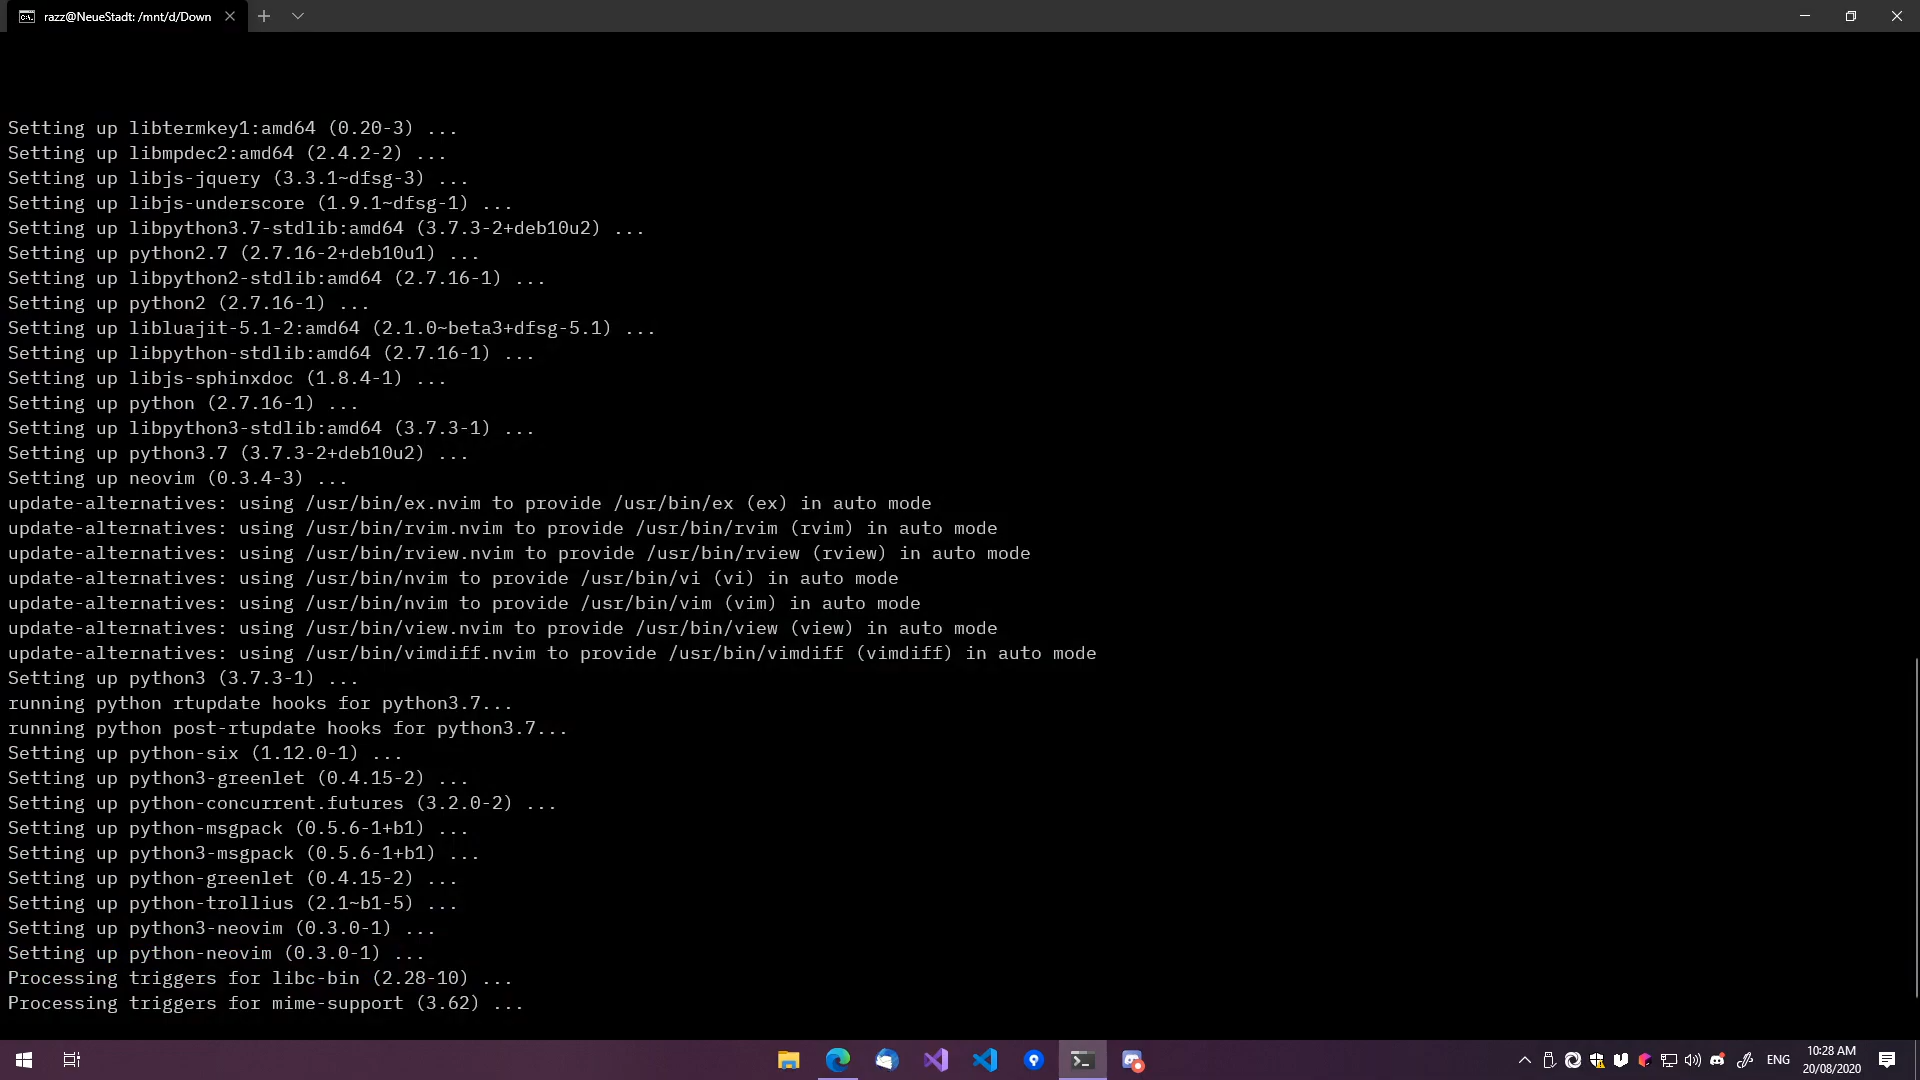 razz@NeueStadt: /mnt/d/Down
Setting up libtermkey1:amd64 (0.20-3) ...
Setting up libmpdec2:amd64 (2.4.2-2) ...
Setting up libjs-jquery (3.3.1~dfsg-3) ...
Setting up libjs-underscore (1.9.1~dfsg-1) ...
Setting up libpython3.7-stdlib:amd64 (3.7.3-2+deb10u2) ...
Setting up python2.7 (2.7.16-2+deb10u1) ...
Setting up libpython2-stdlib:amd64 (2.7.16-1) ...
Setting up python2 (2.7.16-1) ...
Setting up libluajit-5.1-2:amd64 (2.1.0~beta3+dfsg-5.1) ...
Setting up libpython-stdlib:amd64 (2.7.16-1) ...
Setting up libjs-sphinxdoc (1.8.4-1) ...
Setting up python (2.7.16-1) ...
Setting up libpython3-stdlib:amd64 (3.7.3-1) ...
Setting up python3.7 (3.7.3-2+deb10u2) ...
Setting up neovim (0.3.4-3) ...
update-alternatives: using /usr/bin/ex.nvim to provide /usr/bin/ex (ex) in auto mode
update-alternatives: using /usr/bin/rvim.nvim to provide /usr/bin/rvim (rvim) in auto mode
update-alternatives: using /usr/bin/rview.nvim to provide /usr/bin/rview (rview) in auto mode
update-alternatives: using /usr/bin/nvim to provide /usr/bin/vi (vi) in auto mode
update-alternatives: using /usr/bin/nvim to provide /usr/bin/vim (vim) in auto mode
update-alternatives: using /usr/bin/view.nvim to provide /usr/bin/view (view) in auto mode
update-alternatives: using /usr/bin/vimdiff.nvim to provide /usr/bin/vimdiff (vimdiff) in auto mode
Setting up python3 (3.7.3-1) ...
running python rtupdate hooks for python3.7...
running python post-rtupdate hooks for python3.7...
Setting up python-six (1.12.0-1) ...
Setting up python3-greenlet (0.4.15-2) ...
Setting up python-concurrent.futures (3.2.0-2) ...
Setting up python-msgpack (0.5.6-1+b1) ...
Setting up python3-msgpack (0.5.6-1+b1) ...
Setting up python-greenlet (0.4.15-2) ...
Setting up python-trollius (2.1~b1-5) ...
Setting up python3-neovim (0.3.0-1) ...
Setting up python-neovim (0.3.0-1) ...
Processing triggers for libc-bin (2.28-10) ...
Processing triggers for mime-support (3.62) ...
ENG
10:28 AM
20/08/2020